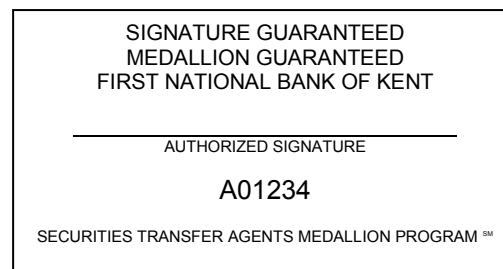 SIGNATURE GUARANTEED
MEDALLION GUARANTEED
FIRST NATIONAL BANK OF KENT
AUTHORIZED SIGNATURE
A01234
SECURITIES TRANSFER AGENTS MEDALLION PROGRAM ℠